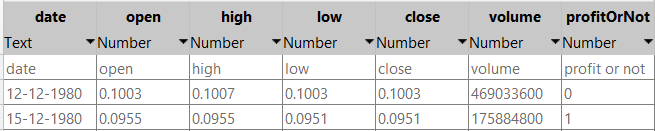 date open high low close volume profitOrNot
Text Number Number Number Number Number Number
date open high low close volume profit or not
12-12-1980 0.1003 0.1007 0.1003 0.1003 469033600 0
15-12-1980 0.0955 0.0955 0.0951 0.0951 175884800 1